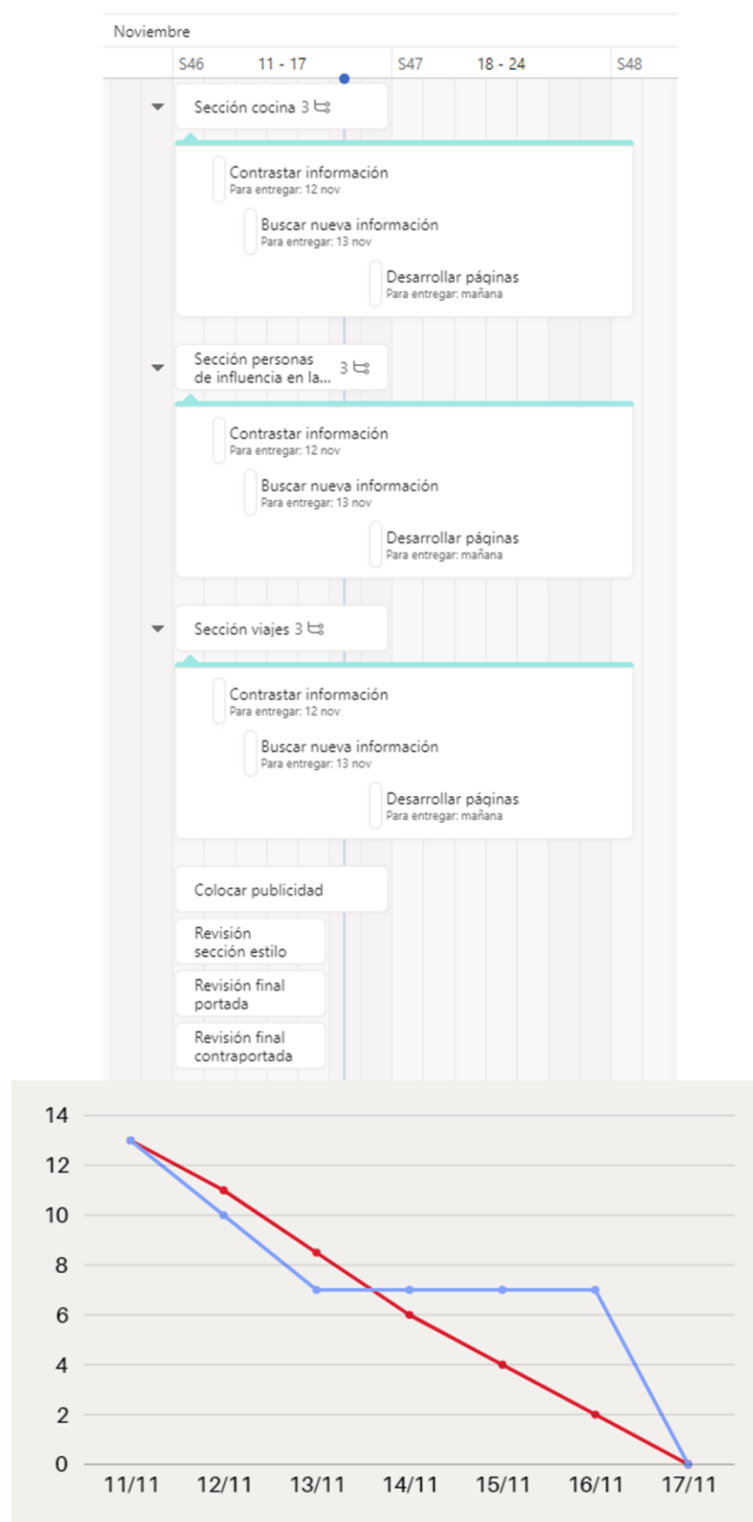 Noviembre
S46 11 - 17 S47 18 - 24 S48
Sección cocina 3
Contrastar información
Para entregar: 12 nov
Buscar nueva información
Para entregar: 13 nov
Desarrollar páginas
Para entregar: mañana
Sección personas
de influencia en la... 3
Contrastar información
Para entregar: 12 nov
Buscar nueva información
Para entregar: 13 nov
Desarrollar páginas
Para entregar: mañana
Sección viajes 3
Contrastar información
Para entregar: 12 nov
Buscar nueva información
Para entregar: 13 nov
Desarrollar páginas
Para entregar: mañana
Colocar publicidad
Revisión
sección estilo
Revisión final
portada
Revisión final
contraportada
14
12
10
8
6
4
2
0
11/11 12/11 13/11 14/11 15/11 16/11 17/11